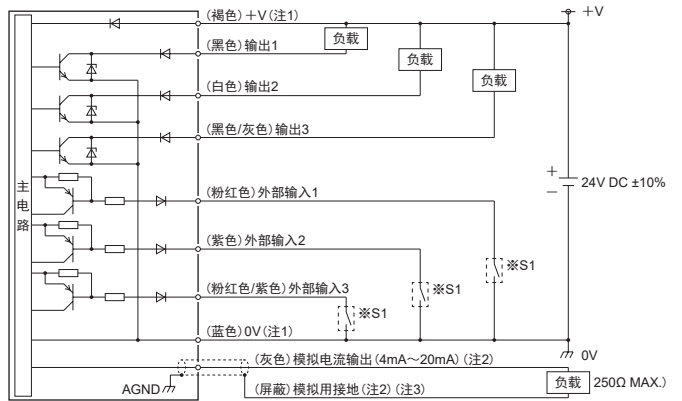 (褐色)＋V(注1)
＋V
负载
(黑色)输出1
负载
(白色)输出2
负载
(黑色/灰色)输出3
主电路
＋
－
24V DC ±10%
(粉红色)外部输入1
(紫色)外部输入2
※S1
※S1
(粉红色/紫色)外部输入3
※S1
(蓝色)0V(注1)
0V
(灰色)模拟电流输出(4mA～20mA)(注2)
AGND
(屏蔽)模拟用接地(注2)(注3)
负载
250Ω MAX.)